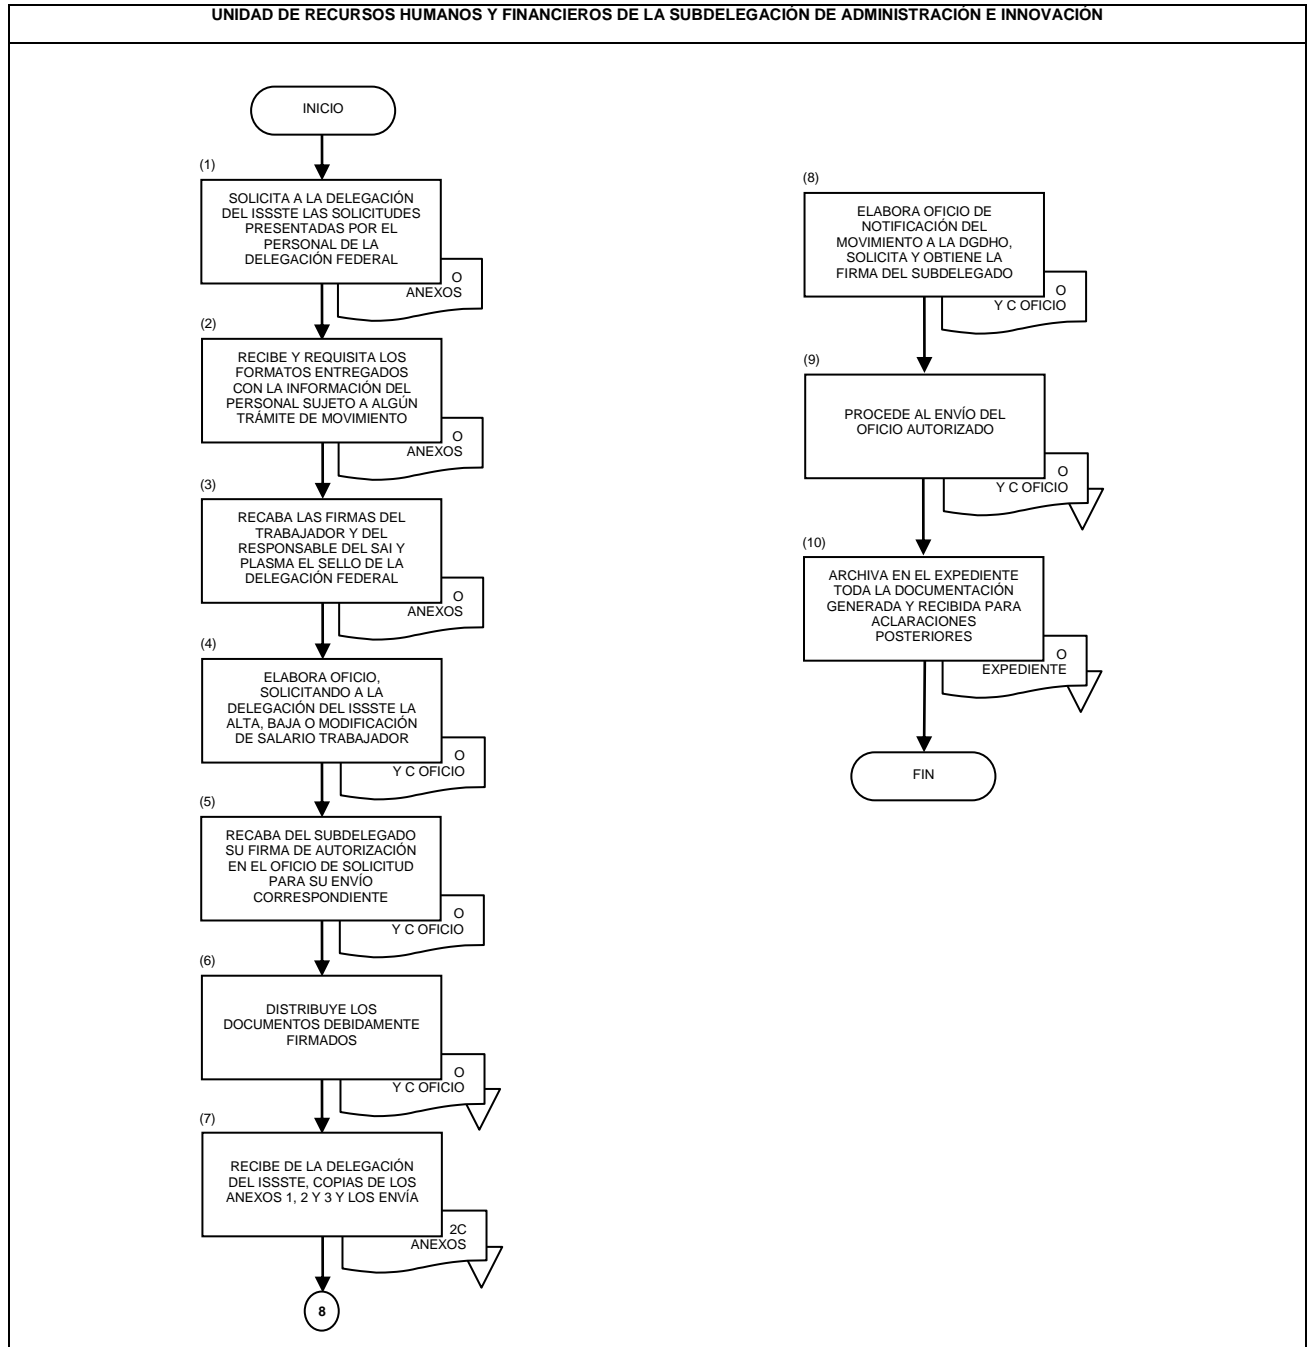 UNIDAD DE RECURSOS HUMANOS Y FINANCIEROS DE LA SUBDELEGACIÓN DE ADMINISTRACIÓN E INNOVACIÓN
INICIO
(1)
SOLICITA A LA DELEGACIÓN
DEL ISSSTE LAS SOLICITUDES
PRESENTADAS POR EL
PERSONAL DE LA
DELEGACIÓN FEDERAL
O
ANEXOS
(2)
RECIBE Y REQUISITA LOS
FORMATOS ENTREGADOS
CON LA INFORMACIÓN DEL
PERSONAL SUJETO A ALGÚN
TRÁMITE DE MOVIMIENTO
O
ANEXOS
(3)
RECABA LAS FIRMAS DEL
TRABAJADOR Y DEL
RESPONSABLE DEL SAI Y
PLASMA EL SELLO DE LA
DELEGACIÓN FEDERAL
O
ANEXOS
(4)
ELABORA OFICIO,
SOLICITANDO A LA
DELEGACIÓN DEL ISSSTE LA
ALTA, BAJA O MODIFICACIÓN
DE SALARIO TRABAJADOR
O
Y C OFICIO
(5)
RECABA DEL SUBDELEGADO
SU FIRMA DE AUTORIZACIÓN
EN EL OFICIO DE SOLICITUD
PARA SU ENVÍO
CORRESPONDIENTE
O
Y C OFICIO
(6)
DISTRIBUYE LOS
DOCUMENTOS DEBIDAMENTE
FIRMADOS
O
Y C OFICIO
(7)
RECIBE DE LA DELEGACIÓN
DEL ISSSTE, COPIAS DE LOS
ANEXOS 1, 2 Y 3 Y LOS ENVÍA
2C
ANEXOS
8
(8)
ELABORA OFICIO DE
NOTIFICACIÓN DEL
MOVIMIENTO A LA DGDHO,
SOLICITA Y OBTIENE LA
FIRMA DEL SUBDELEGADO
O
Y C OFICIO
(9)
PROCEDE AL ENVÍO DEL
OFICIO AUTORIZADO
O
Y C OFICIO
(10)
ARCHIVA EN EL EXPEDIENTE
TODA LA DOCUMENTACIÓN
GENERADA Y RECIBIDA PARA
ACLARACIONES
POSTERIORES
O
EXPEDIENTE
FIN